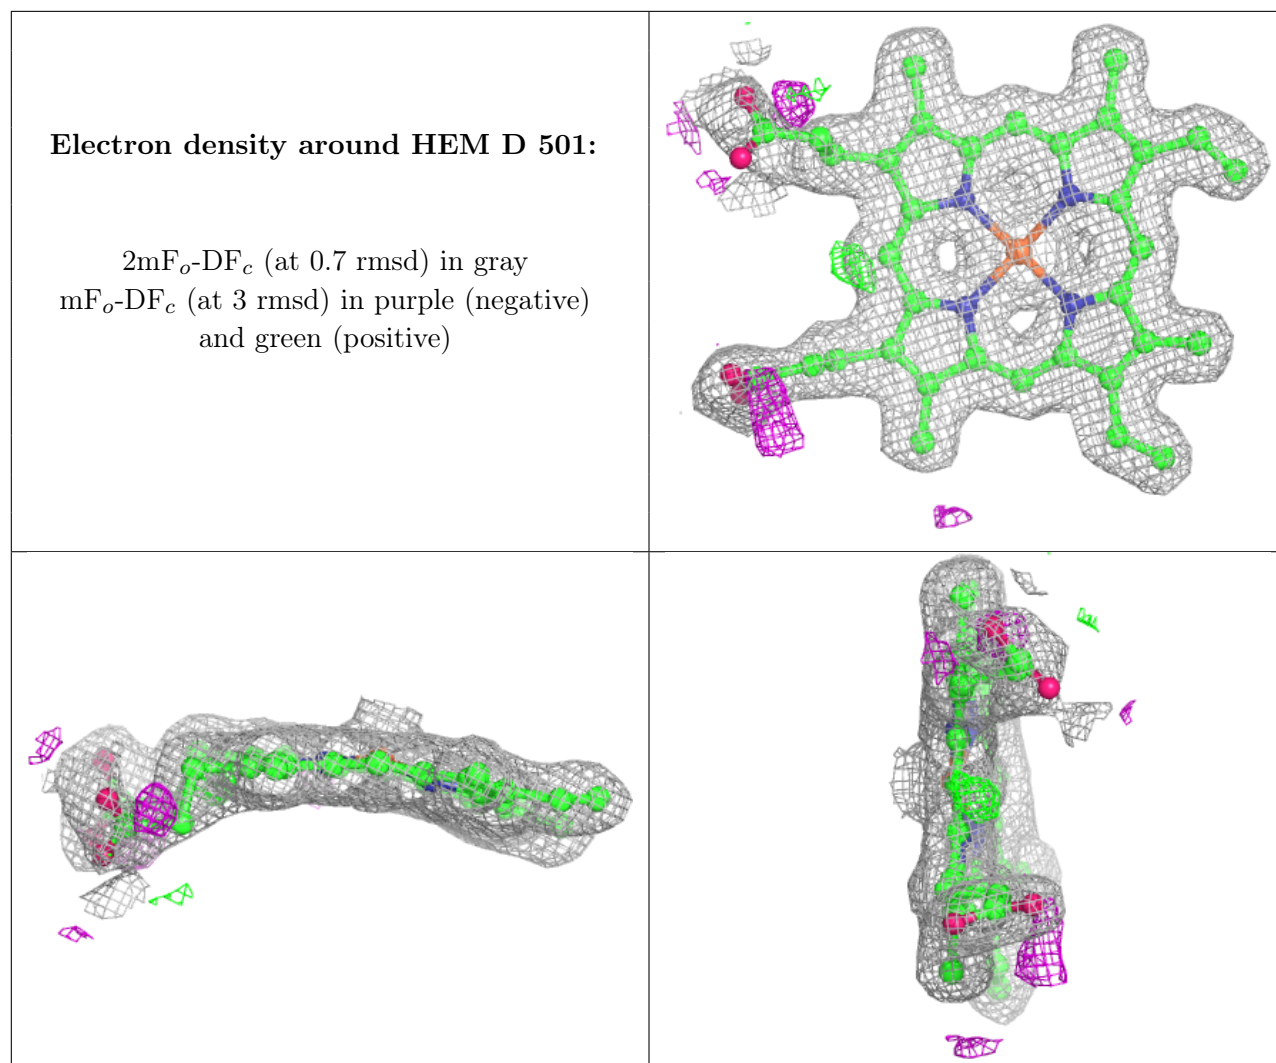 Electron density around HEM D 501:
2mFo-DFc (at 0.7 rmsd) in gray
mFo-DFc (at 3 rmsd) in purple (negative)
and green (positive)